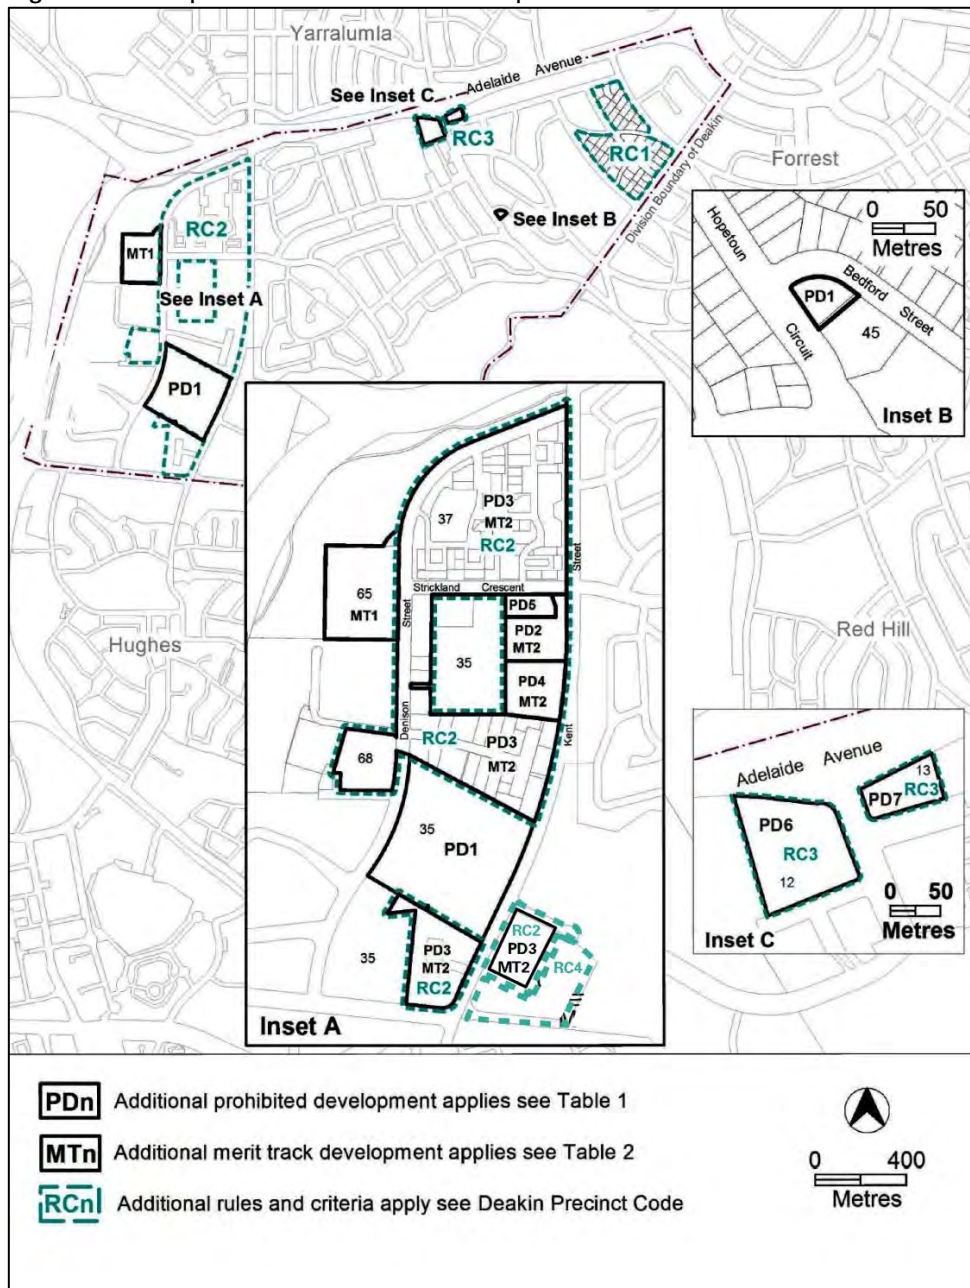 Yarralumla
Adelaide Avenue
See Inset C
RC3
RC1
Division Boundary of Deakin
Forrest
See Inset B
RC2
MT1
See Inset A
PD1
Hughes
Red Hill
0 50
Metres
Hopetoun
Circuit
Bedford
Street
PD1
45
Inset B
PD3
MT2
RC2
37
Strickland Crescent
Street
65
MT1
Street
PD5
PD2
MT2
35
PD4
MT2
Denison
Kent
RC2
PD3
MT2
68
35
PD1
35
PD3
MT2
RC2
RC2
PD3
MT2
RC4
Inset A
Adelaide Avenue
13
RC3
PD7
PD6
RC3
12
0 50
Metres
Inset C
PDn Additional prohibited development applies see Table 1
MTn Additional merit track development applies see Table 2
RCn Additional rules and criteria apply see Deakin Precinct Code
0 400
Metres